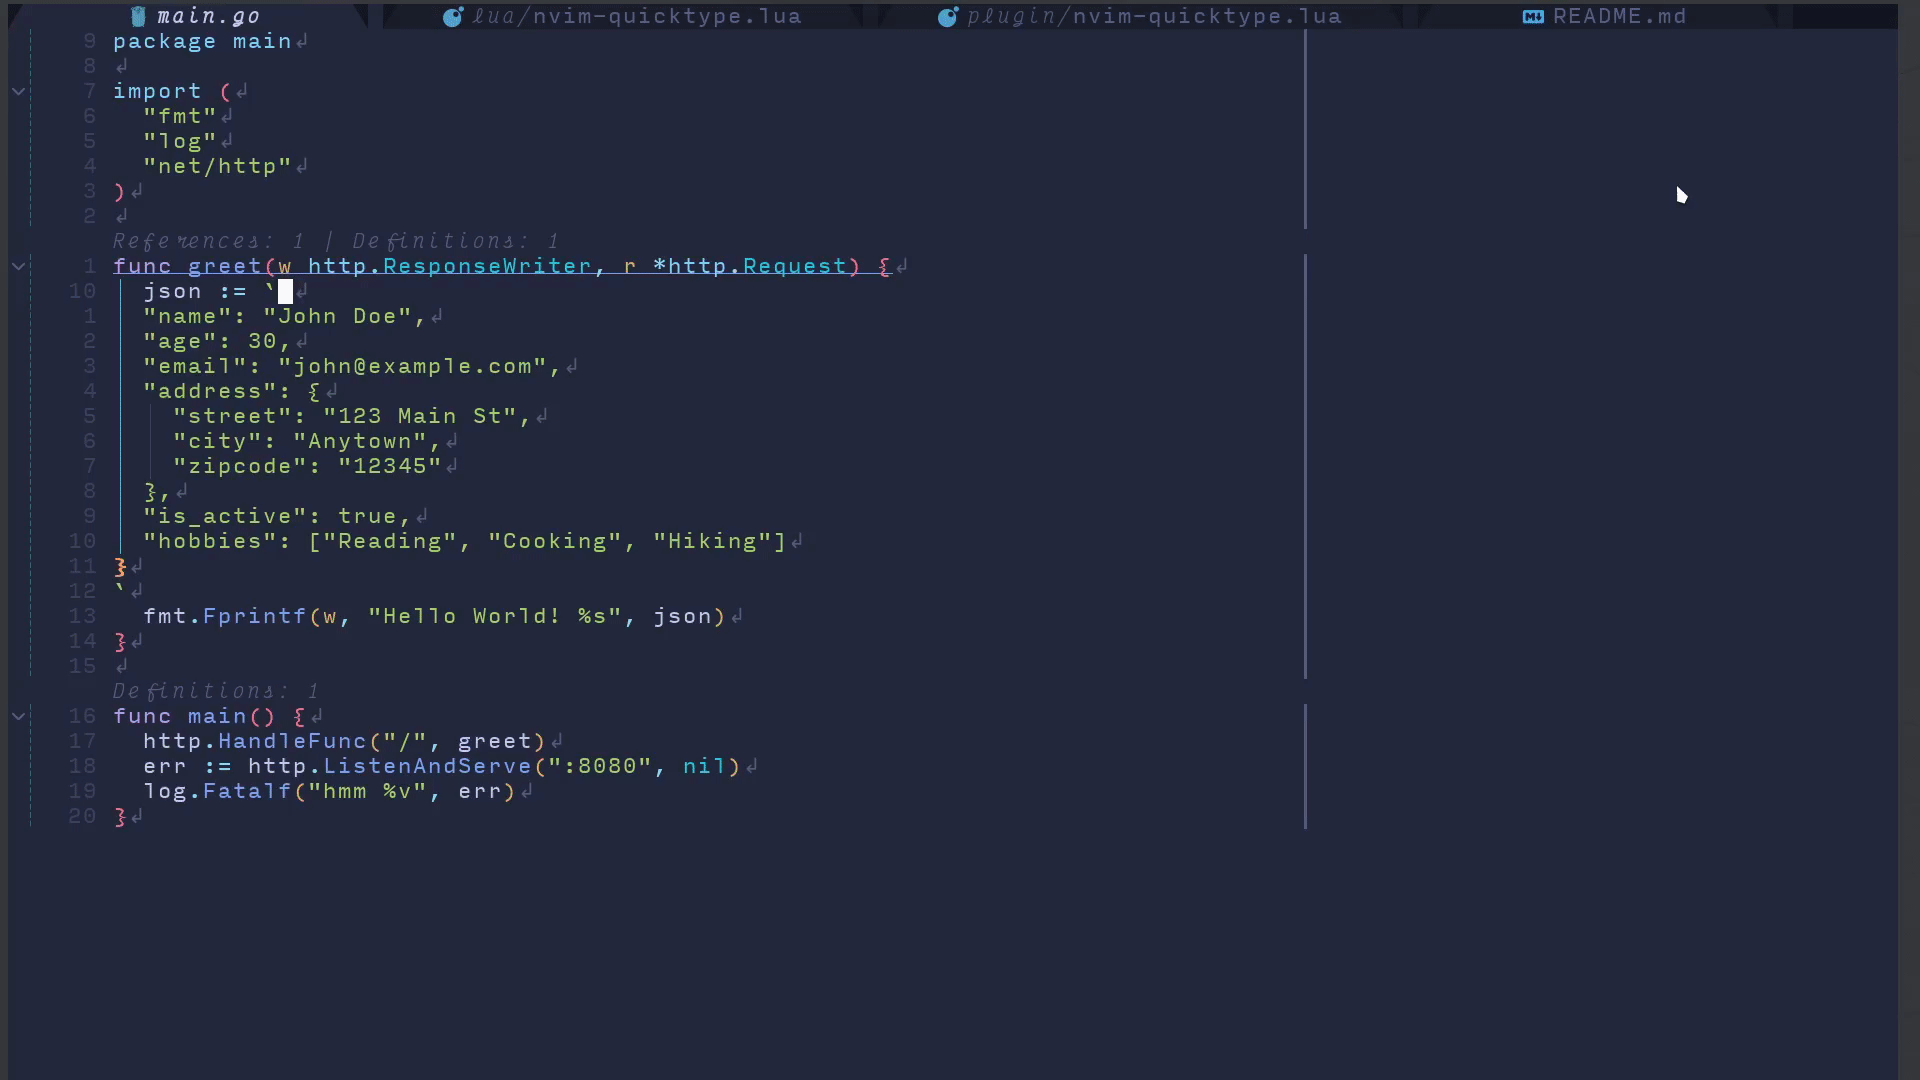 main.go lua/nvim-quicktype.lua plugin/nvim-quicktype.lua README.md
9 package main
8
7 import (
6 "fmt"
5 "log"
4 "net/http"
3 )
2
References: 1 | Definitions: 1
1 func greet(w http.ResponseWriter, r *http.Request) {
10 json := `
1 "name": "John Doe",
2 "age": 30,
3 "email": "john@example.com",
4 "address": {
5 "street": "123 Main St",
6 "city": "Anytown",
7 "zipcode": "12345"
8 },
9 "is_active": true,
10 "hobbies": ["Reading", "Cooking", "Hiking"]
11 }
12 `
13 fmt.Fprintf(w, "Hello World! %s", json)
14 }
15
Definitions: 1
16 func main() {
17 http.HandleFunc("/", greet)
18 err := http.ListenAndServe(":8080", nil)
19 log.Fatalf("hmm %v", err)
20 }